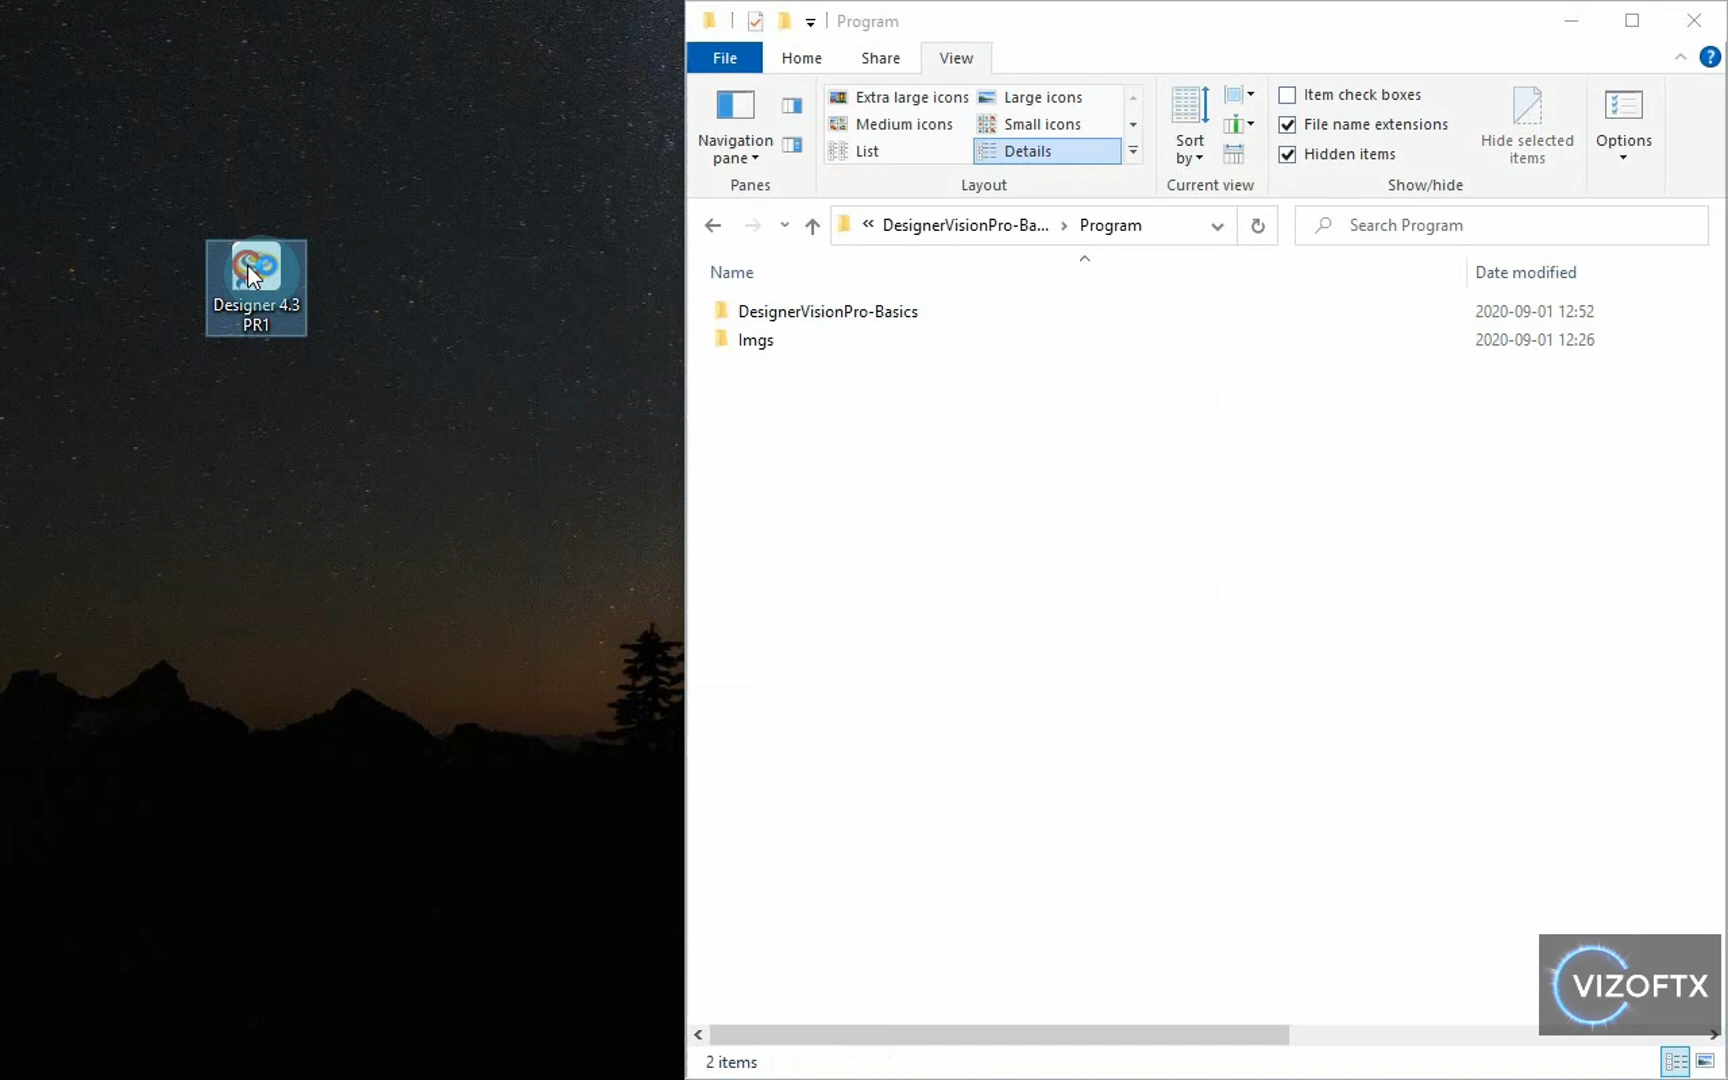 Designer 4.3
PR1
Program
File
Home
Share
View
Navigation
pane
Panes
Extra large icons
Large icons
Medium icons
Small icons
List
Details
Layout
Sort
by
Current view
Item check boxes
File name extensions
Hidden items
Hide selected
items
Show/hide
Options
« DesignerVisionPro-Ba... › Program
Search Program
Name
Date modified
DesignerVisionPro-Basics
2020-09-01 12:52
Imgs
2020-09-01 12:26
2 items
VIZOFTX